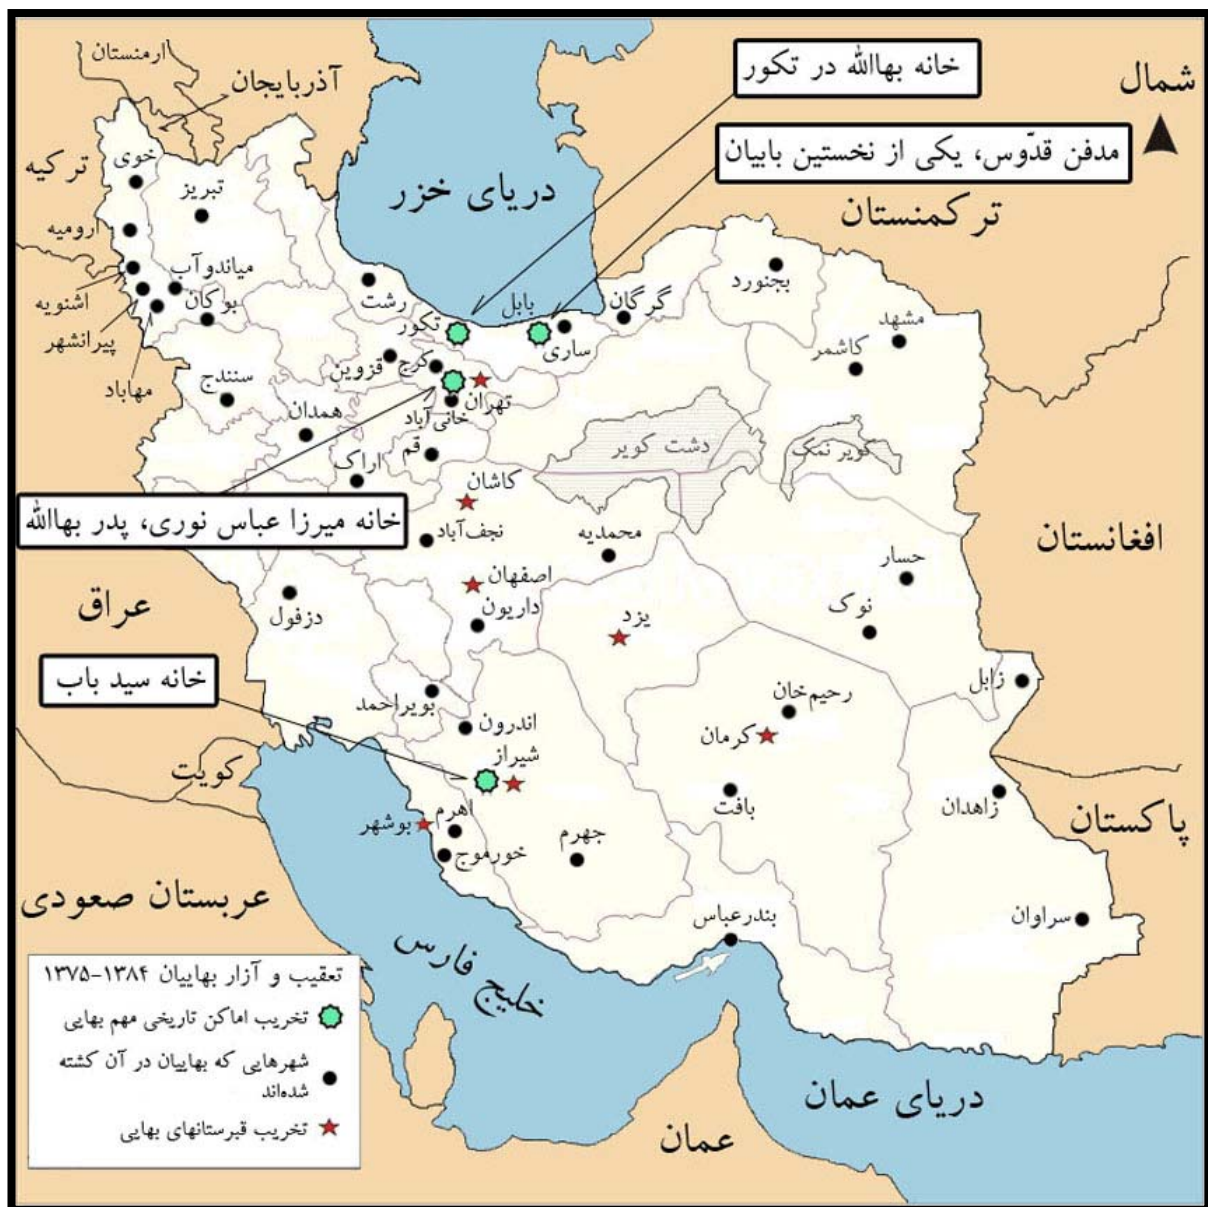 ارمنستان
آذربایجان
ترکیه
شمال
خانه بهاالله در تکور
مدفن قدّوس، یکی از نخستین بابیان
دریای خزر
ترکمنستان
خوی
تبریز
ارومیه
میاندوآب
اشنویه
بوکان
پیرانشهر
مهاباد
رشت
تکور
بابل
ساری
گرگان
بجنورد
مشهد
کاشمر
سنندج
قزوین
کرج
تهران
خانی‌آباد
همدان
قم
اراک
دشت کویر
کویر نمک
کاشان
خانه میرزا عباس نوری، پدر بهاالله
نجف‌آباد
محمدیه
افغانستان
حسار
اصفهان
عراق
دزفول
داریون
یزد
نوک
خانه سید باب
زابل
بویراحمد
اندرون
رحیم‌خان
کرمان
شیراز
کویت
بافت
زاهدان
پاکستان
بوشهر
اهرم
خورموج
جهرم
عربستان صعودی
بندرعباس
سراوان
خلیج فارس
تعقیب و آزار بهاییان ۱۳۸۴-۱۳۷۵
تخریب اماکن تاریخی مهم بهایی
شهرهایی که بهاییان در آن کشته
شده‌اند
تخریب قبرستانهای بهایی
دریای عمان
عمان